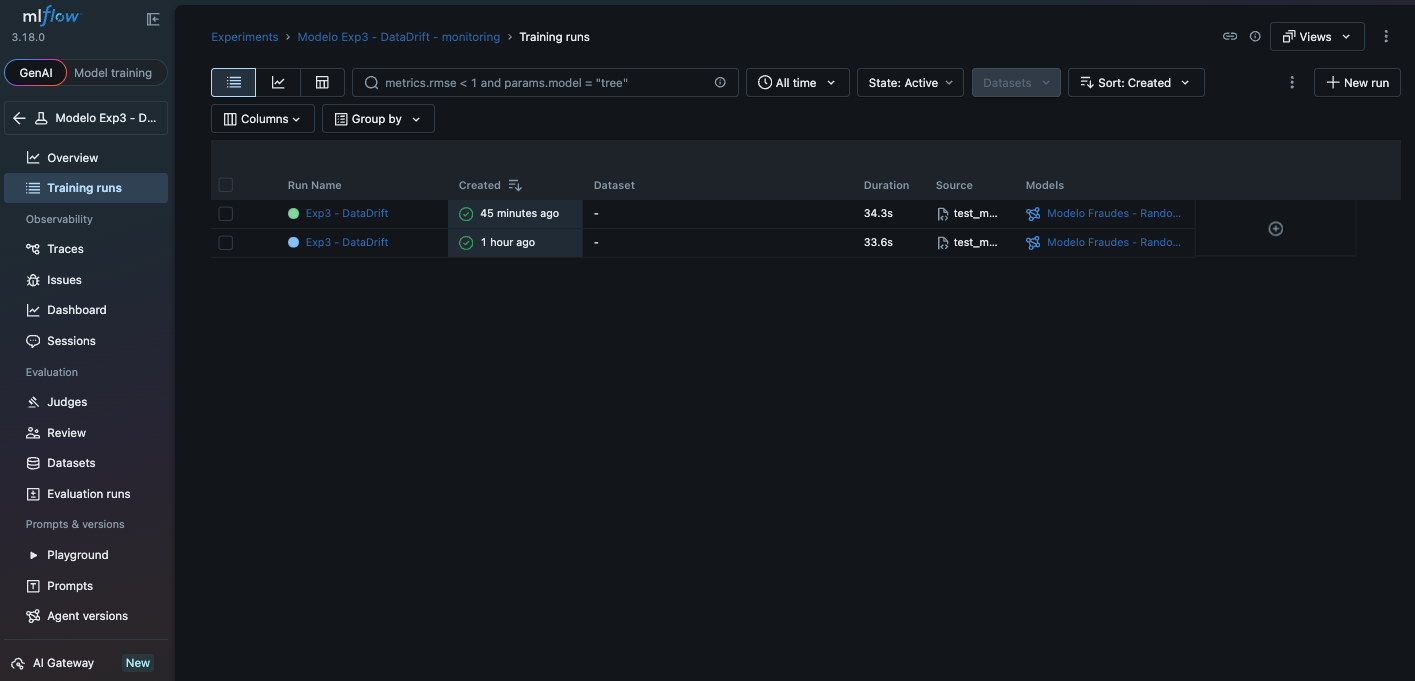 mlflow
3.18.0
GenAI Model training
Modelo Exp3 - D...
Overview
Training runs
Observability
Traces
Issues
Dashboard
Sessions
Evaluation
Judges
Review
Datasets
Evaluation runs
Prompts & versions
Playground
Prompts
Agent versions
AI Gateway New
Experiments > Modelo Exp3 - DataDrift - monitoring > Training runs
Views
metrics.rmse < 1 and params.model = "tree" All time State: Active Datasets Sort: Created New run
Columns Group by
Run Name Created Dataset Duration Source Models
Exp3 - DataDrift 45 minutes ago - 34.3s test_m... Modelo Fraudes - Rando...
Exp3 - DataDrift 1 hour ago - 33.6s test_m... Modelo Fraudes - Rando...